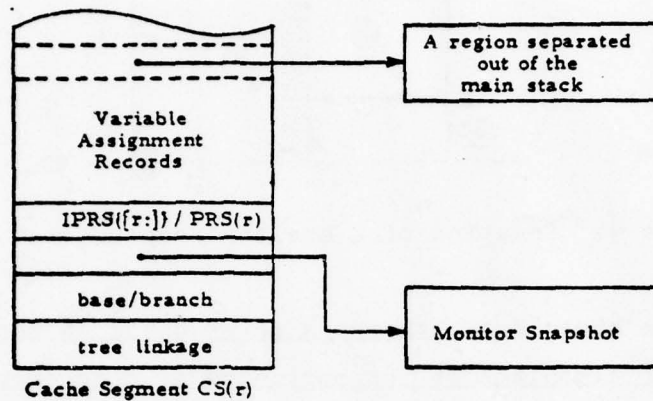 A region separated
out of the
main stack
Variable
Assignment
Records
IPRS([r:]} / PRS(r)
base/branch
tree linkage
Monitor Snapshot
Cache Segment CS(r)